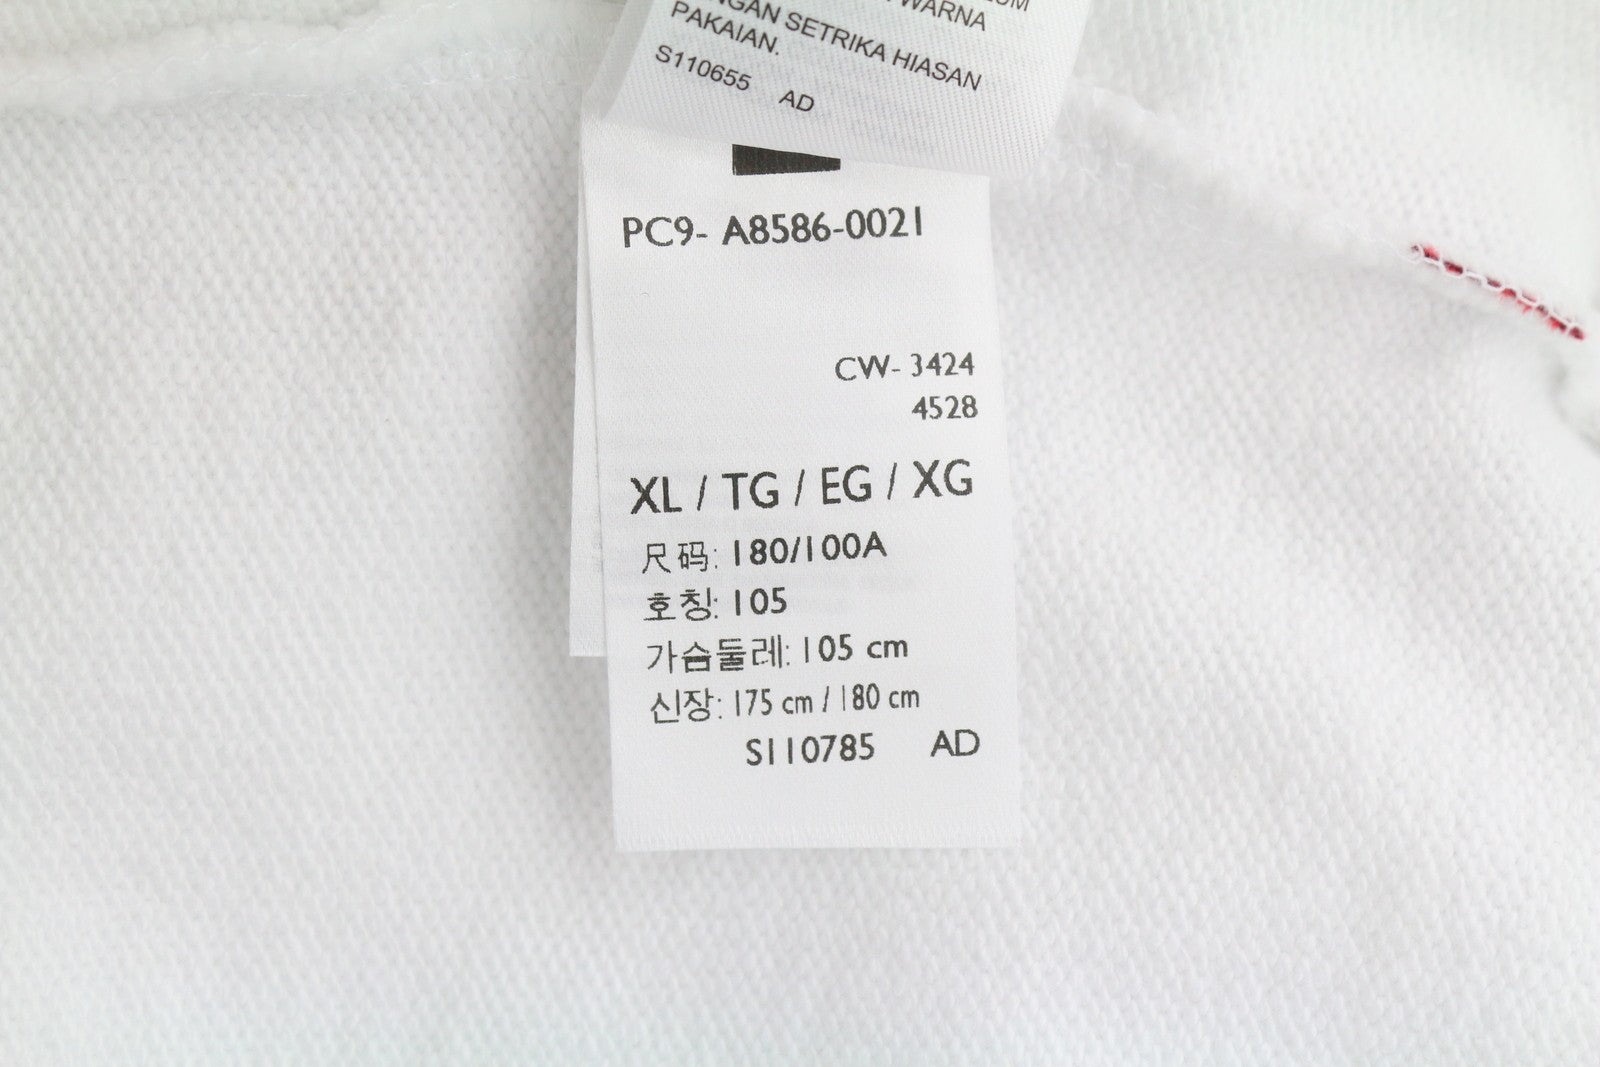 WARNA
SETRIKA HIASAN
PAKAIAN.
S110655 AD
PC9- A8586-0021
CW- 3424
4528
XL / TG / EG / XG
尺码: 180/100A
호칭: 105
가슴둘레: 105 cm
신장: 175 cm / 180 cm
S110785 AD